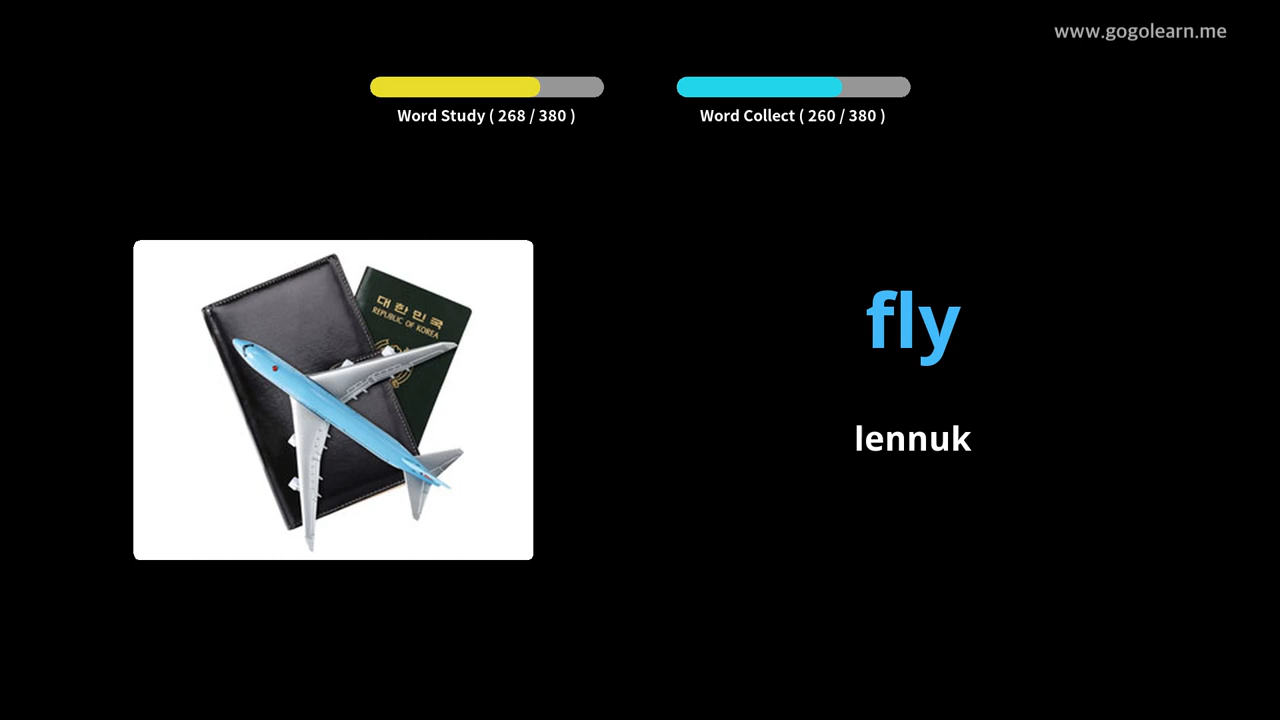 www.gogolearn.me
Word Study ( 268 / 380 )
Word Collect ( 260 / 380 )
대한민국
REPUBLIC OF KOREA
fly
lennuk